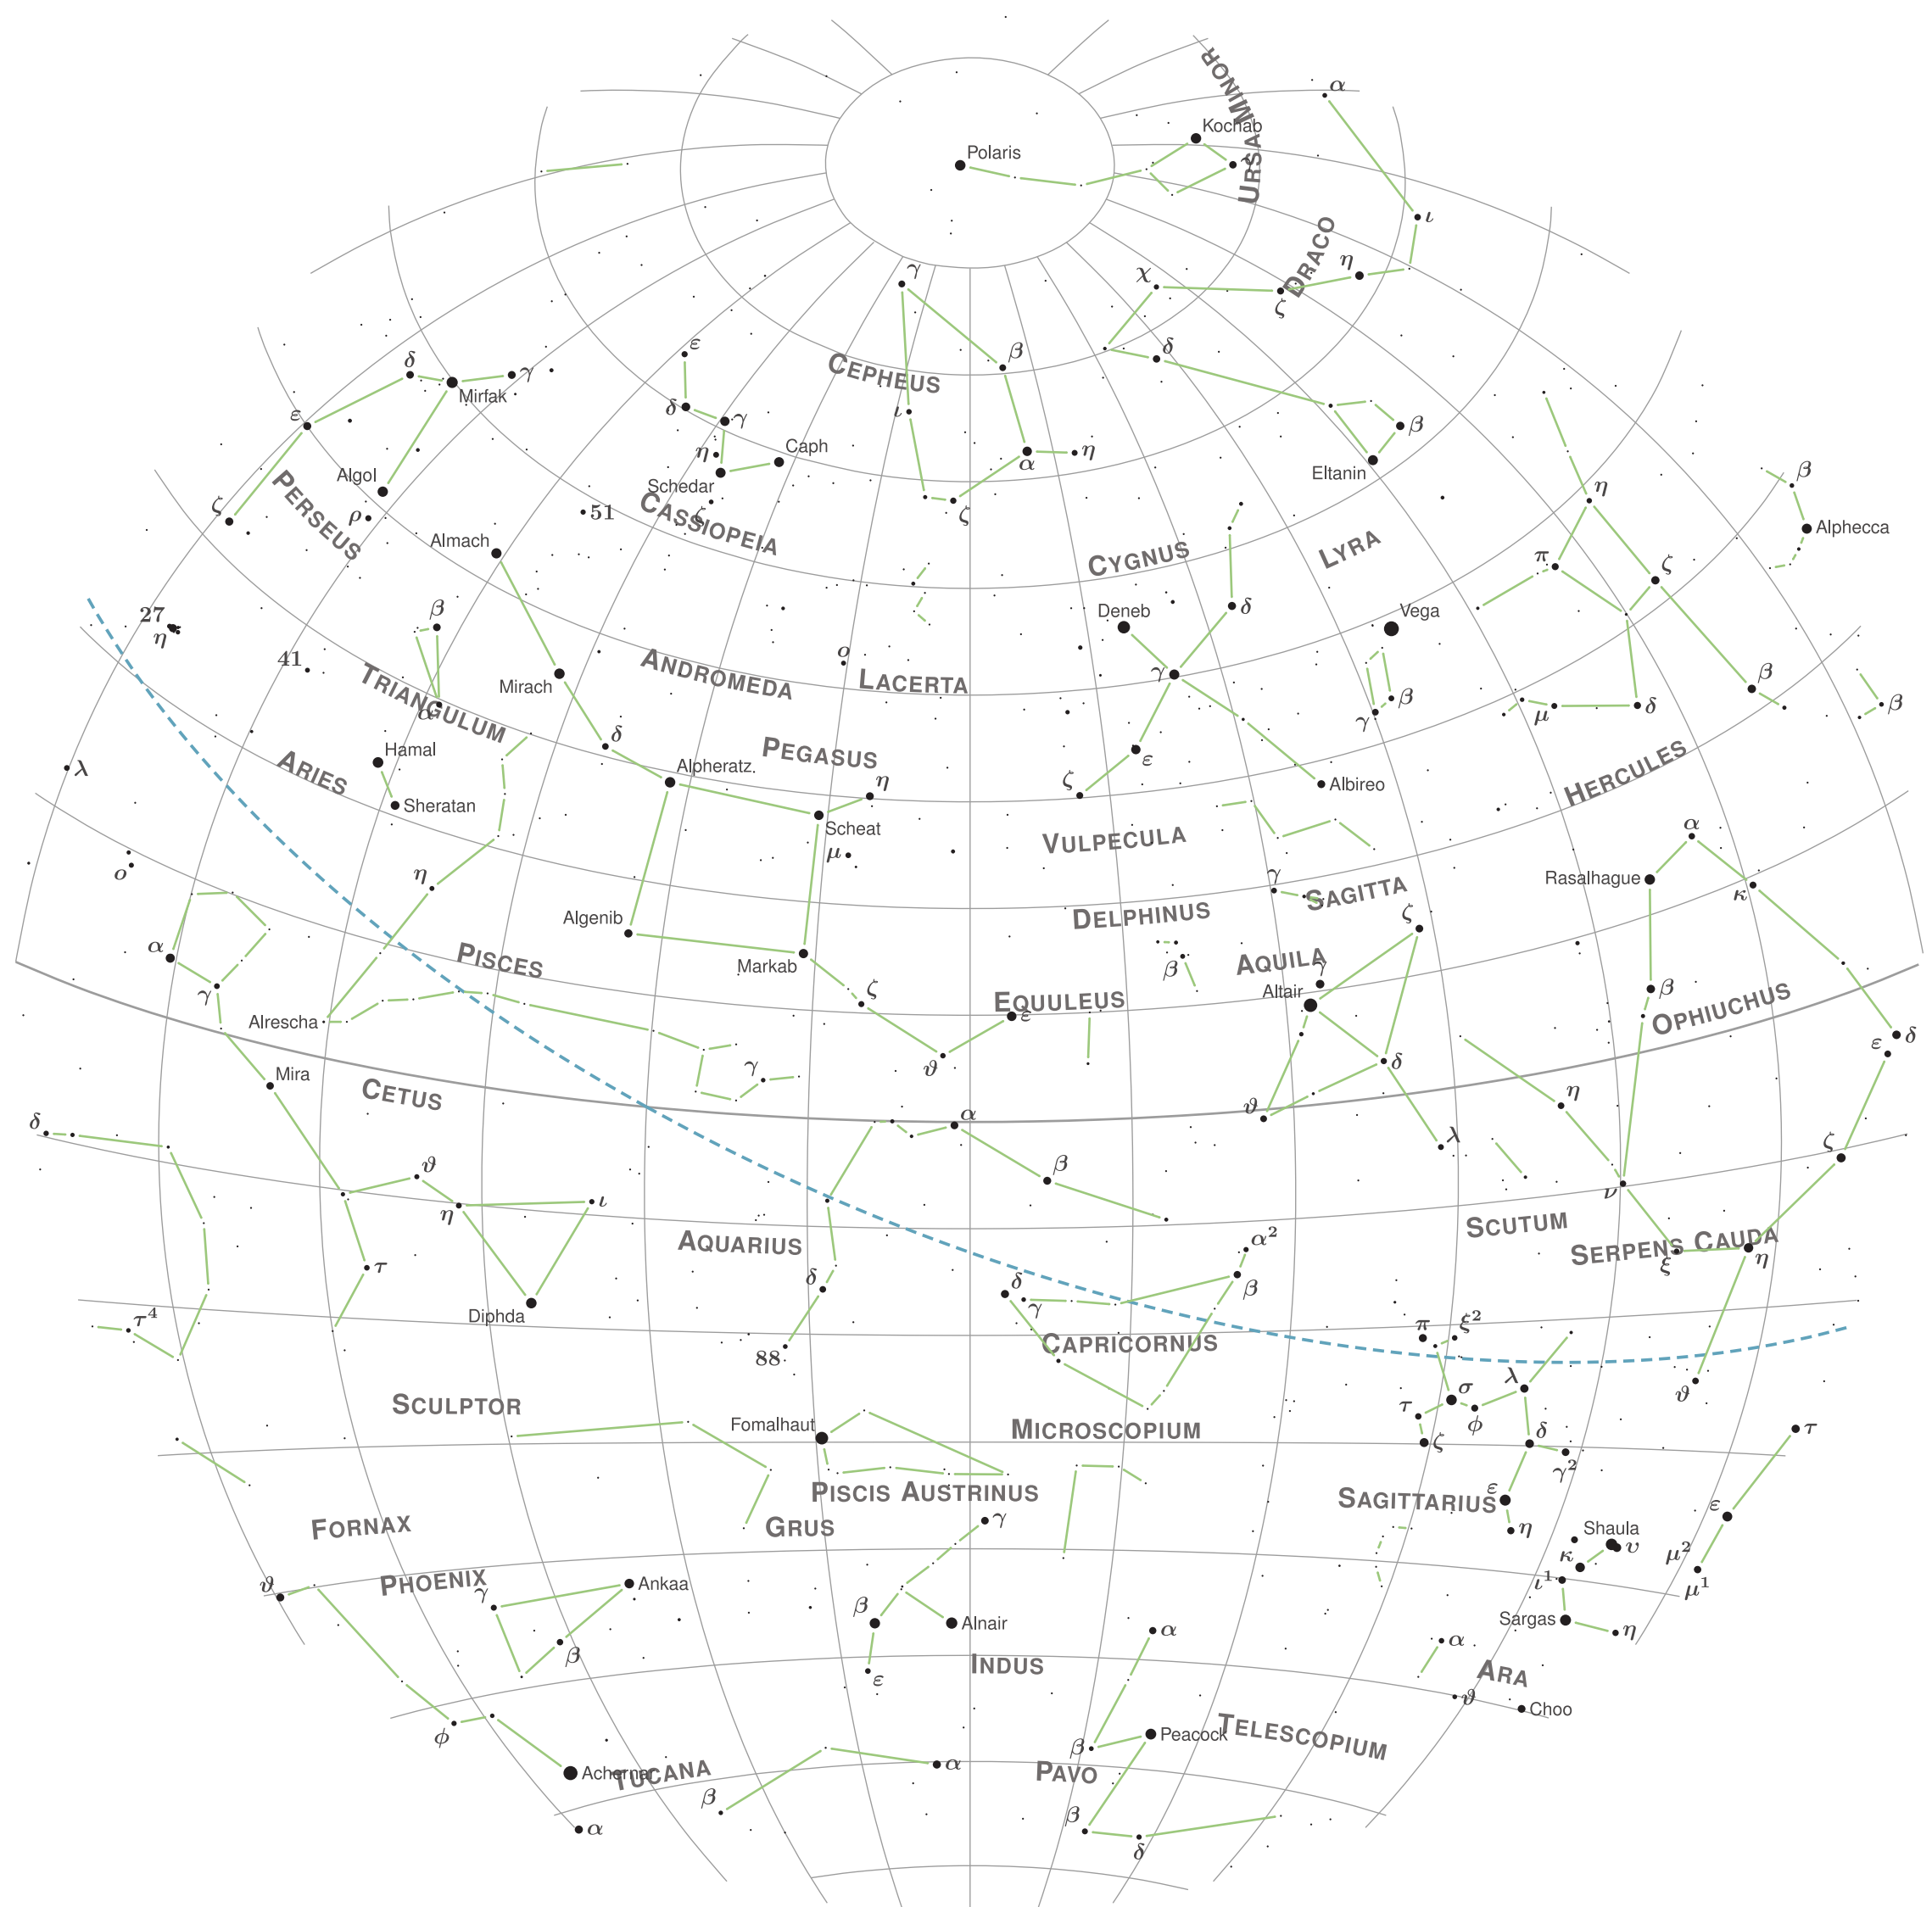 URSA MINOR
α
Kochab
γ
Polaris
ι
DRACO
η
ζ
γ
χ
δ
β
CEPHEUS
ι
α
η
ζ
ε
δ
γ
η
Caph
Schedar
ζ
CASSIOPEIA
δ
Mirfak
γ
ε
Algol
ρ
ζ
PERSEUS
51
β
Eltanin
η
π
ζ
β
Alphecca
Almach
CYGNUS
LYRA
Deneb
δ
Vega
27
η
41
β
TRIANGULUM
α
Mirach
ANDROMEDA
ο
LACERTA
γ
γ
β
μ
δ
β
β
Hamal
ARIES
Sheratan
λ
δ
Alpheratz
PEGASUS
η
Scheat
μ
ζ
ε
Albireo
HERCULES
VULPECULA
α
Rasalhague
κ
ο
η
Algenib
Markab
PISCES
DELPHINUS
γ
SAGITTA
ζ
β
AQUILA
γ
Altair
α
γ
Alrescha
ζ
EQUULEUS
ε
ϑ
β
OPHIUCHUS
δ
ε
Mira
CETUS
γ
α
ϑ
δ
η
λ
δ
ϑ
η
ι
β
ν
ζ
AQUARIUS
SCUTUM
SERPENS CAUDA
ξ
η
τ
Diphda
δ
α²
β
δ
γ
CAPRICORNUS
τ⁴
88
π
ξ²
SCULPTOR
Fomalhaut
MICROSCOPIUM
σ
λ
τ
ϕ
ζ
δ
γ²
ϑ
τ
PISCIS AUSTRINUS
SAGITTARIUS
ε
η
ε
FORNAX
GRUS
γ
Shaula
κ
υ
μ²
μ¹
ϑ
PHOENIX
γ
Ankaa
β
β
Alnair
ε
ι¹
Sargas
η
α
α
INDUS
ARA
ϑ
Choo
ϕ
β
Peacock
TELESCOPIUM
Achernar
TUCANA
α
PAVO
β
β
δ
α